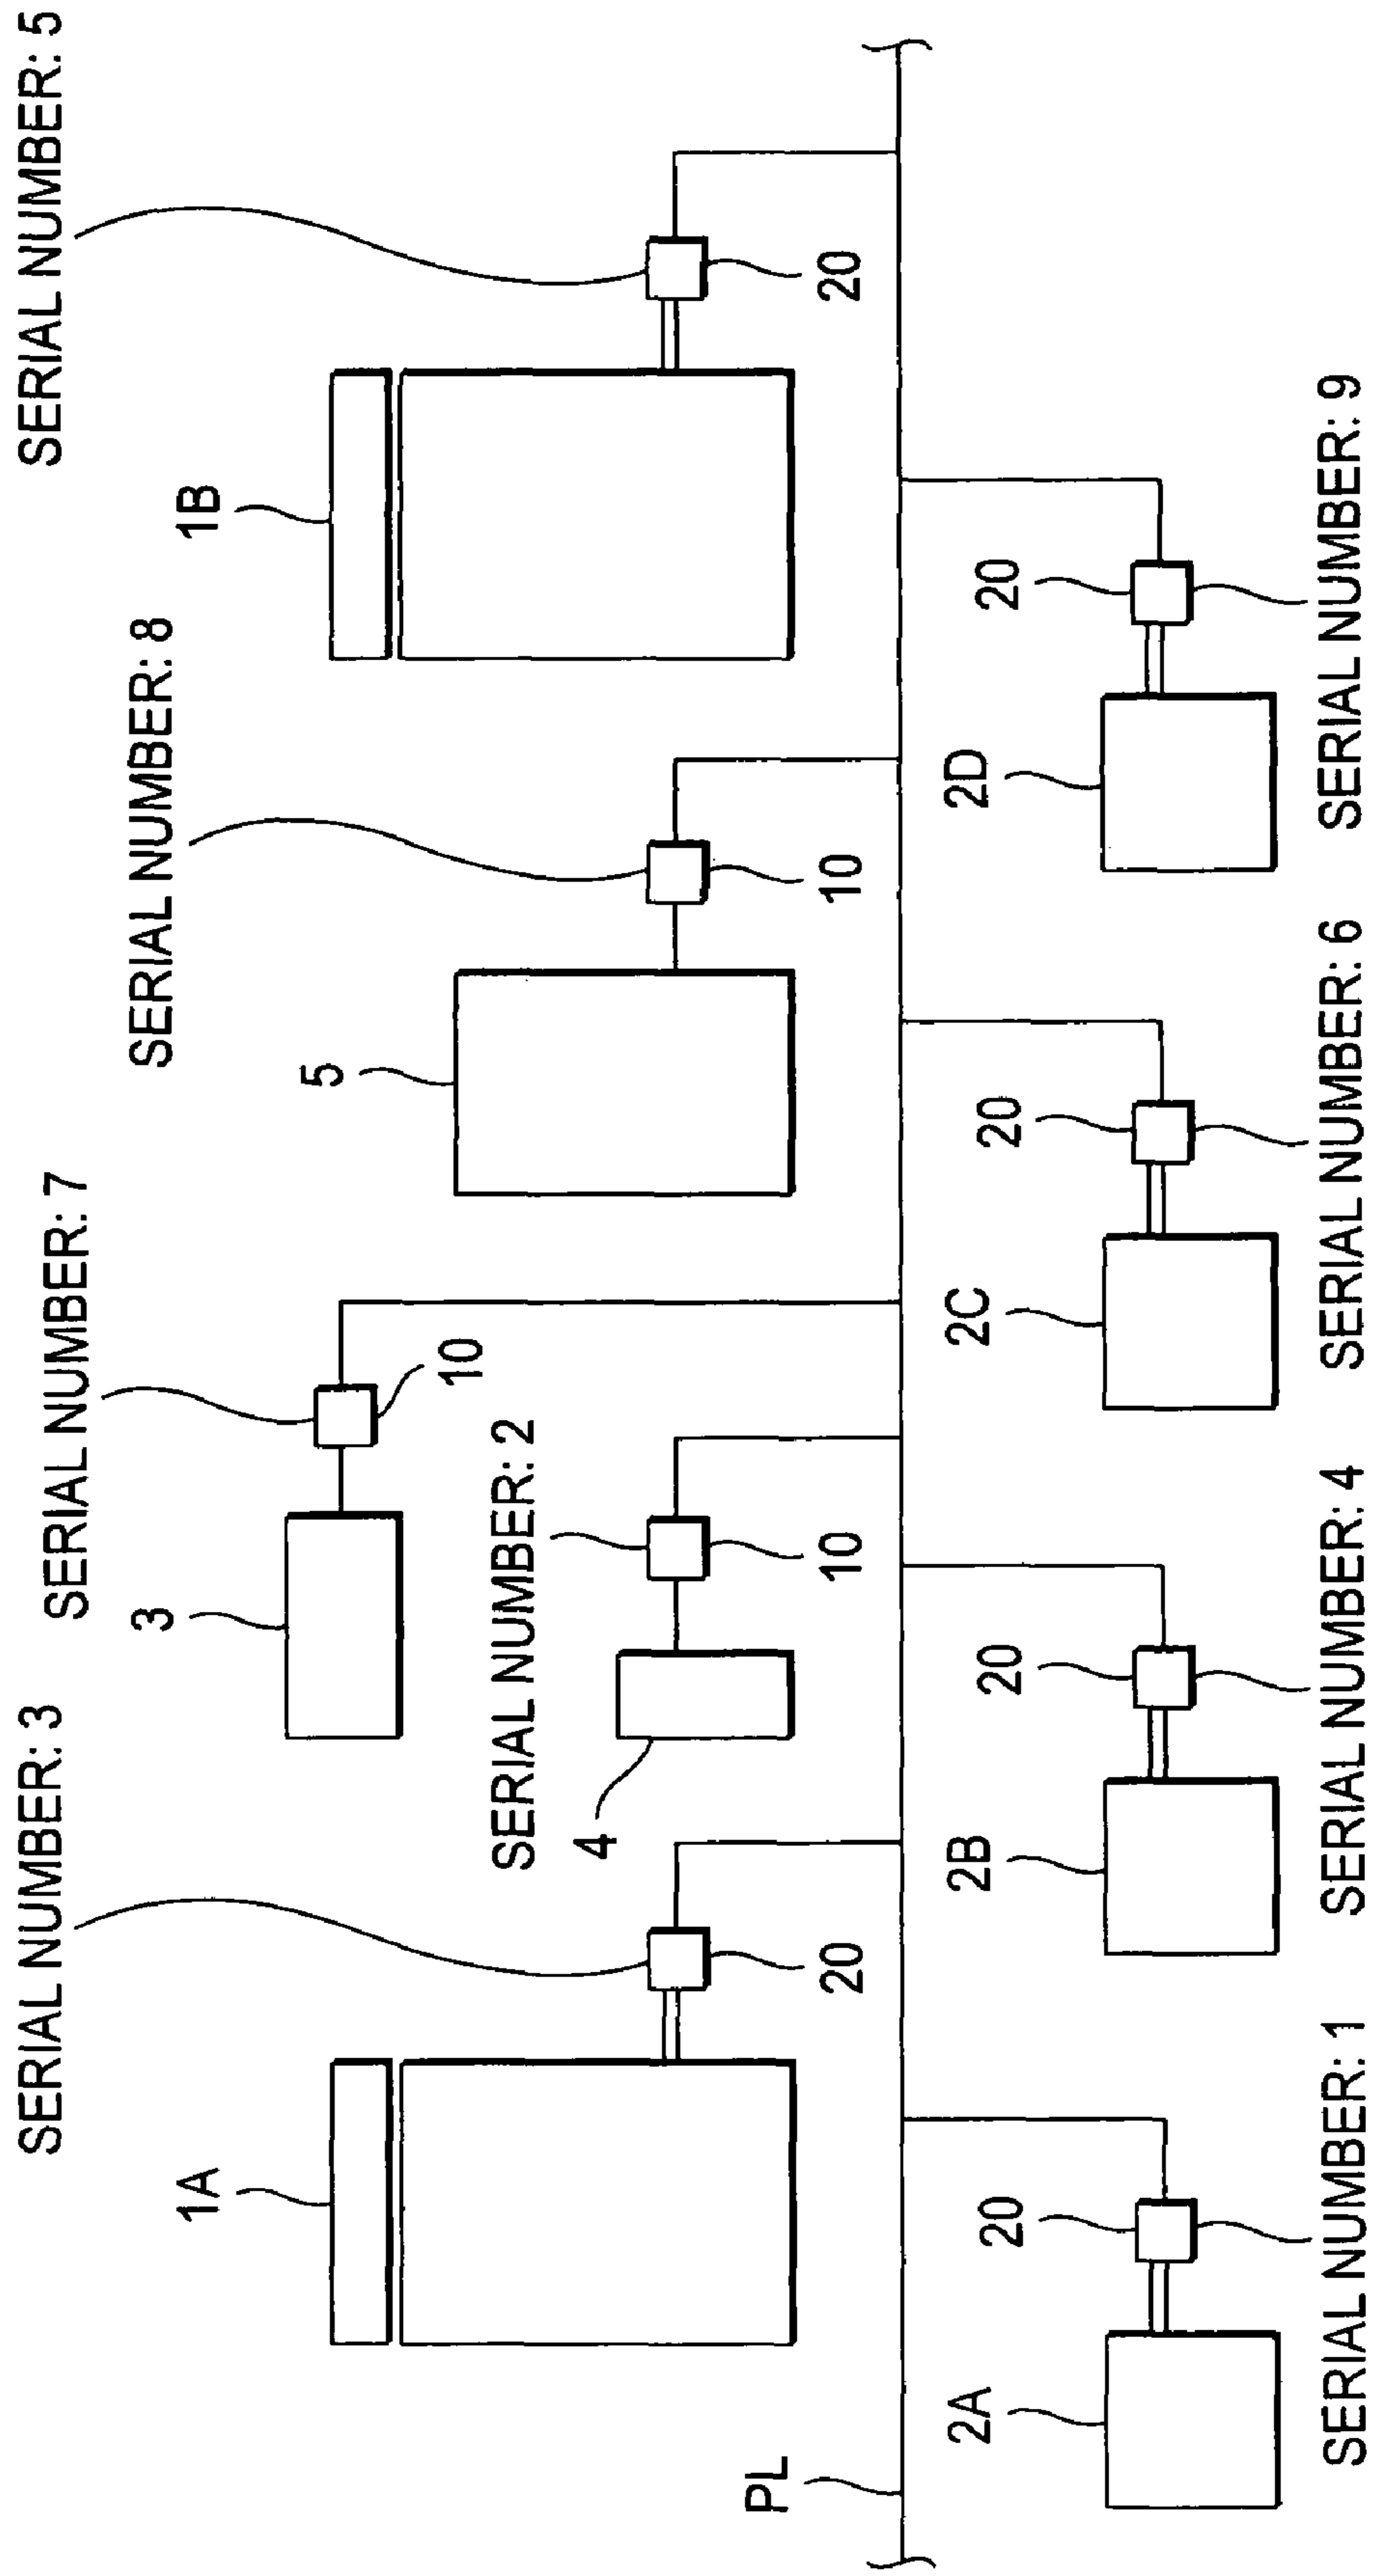 SERIAL NUMBER: 3
SERIAL NUMBER: 7
SERIAL NUMBER: 8
SERIAL NUMBER: 5
1A
3
10
5
1B
SERIAL NUMBER: 2
4
20
10
10
20
PL
2A
20
2B
20
2C
20
2D
20
SERIAL NUMBER: 1
SERIAL NUMBER: 4
SERIAL NUMBER: 6
SERIAL NUMBER: 9